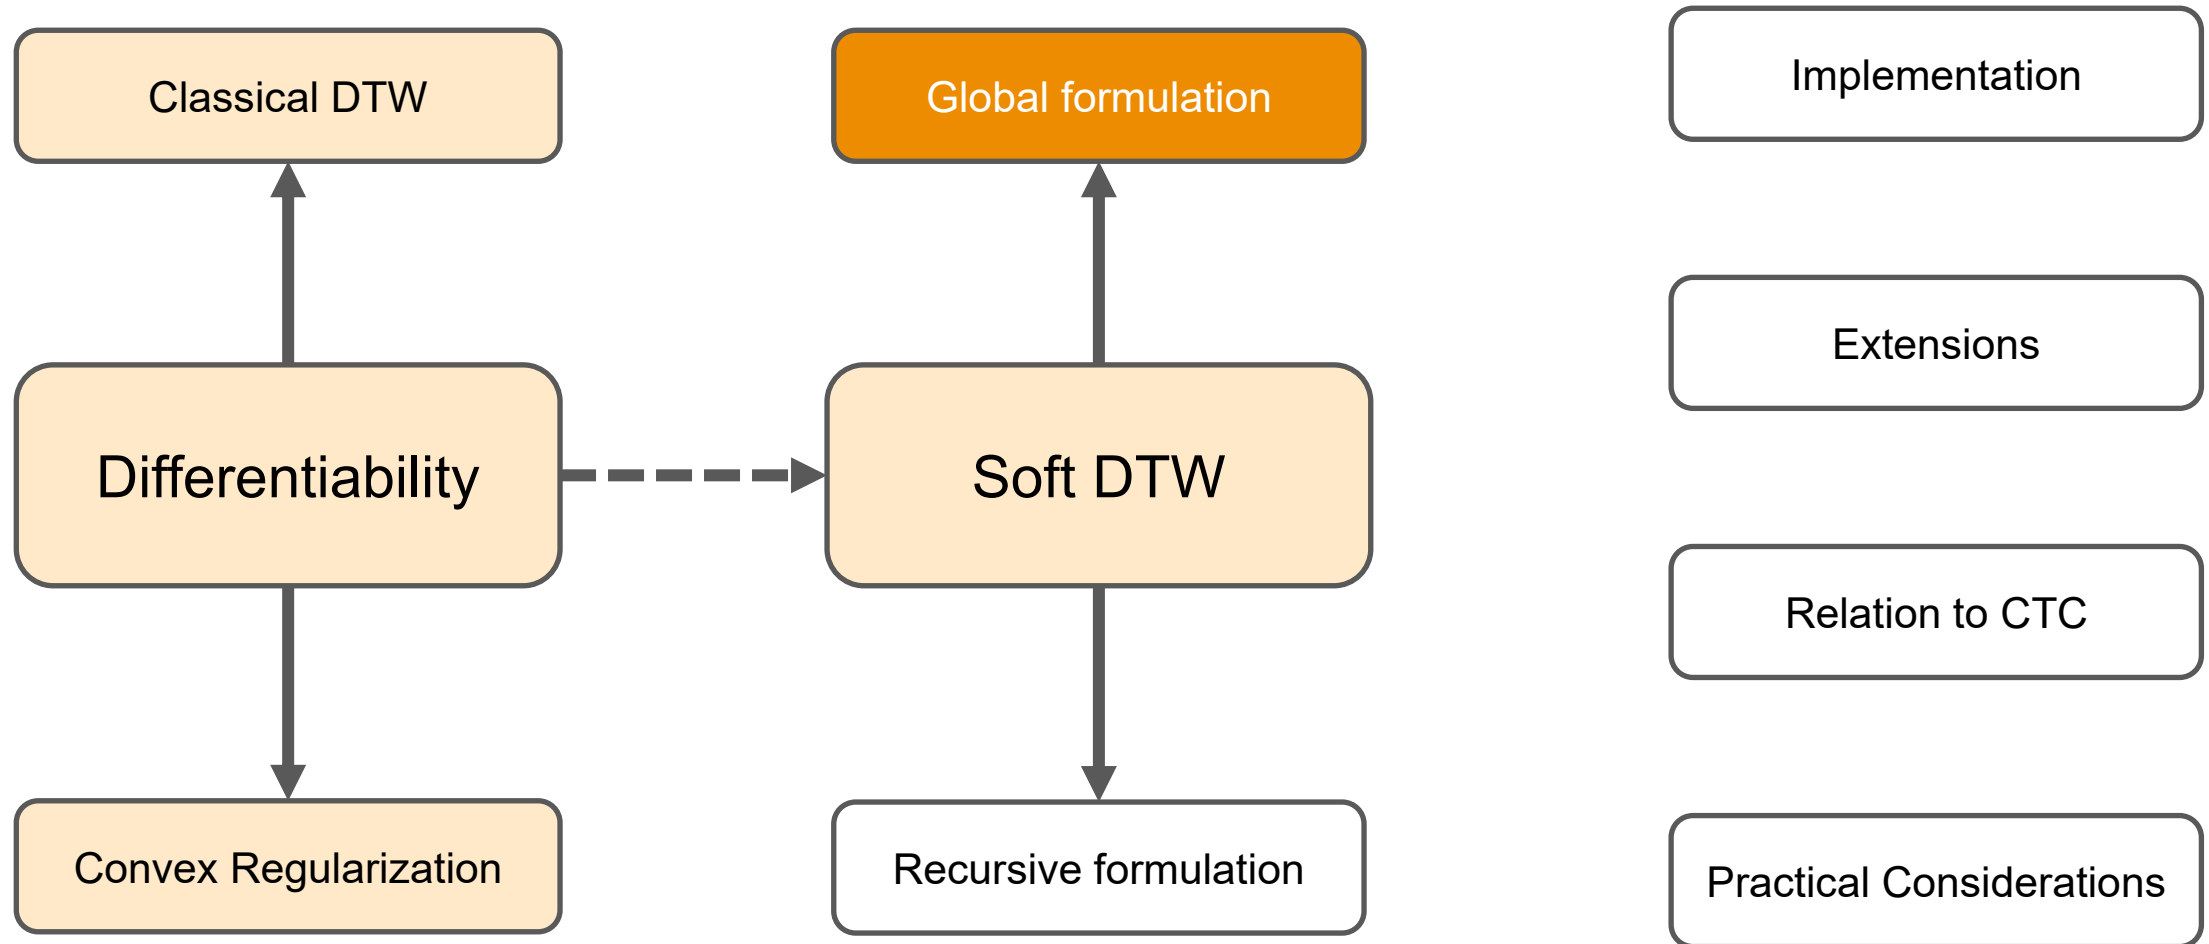 Classical DTW
Global formulation
Implementation
Extensions
Differentiability
Soft DTW
Relation to CTC
Convex Regularization
Recursive formulation
Practical Considerations